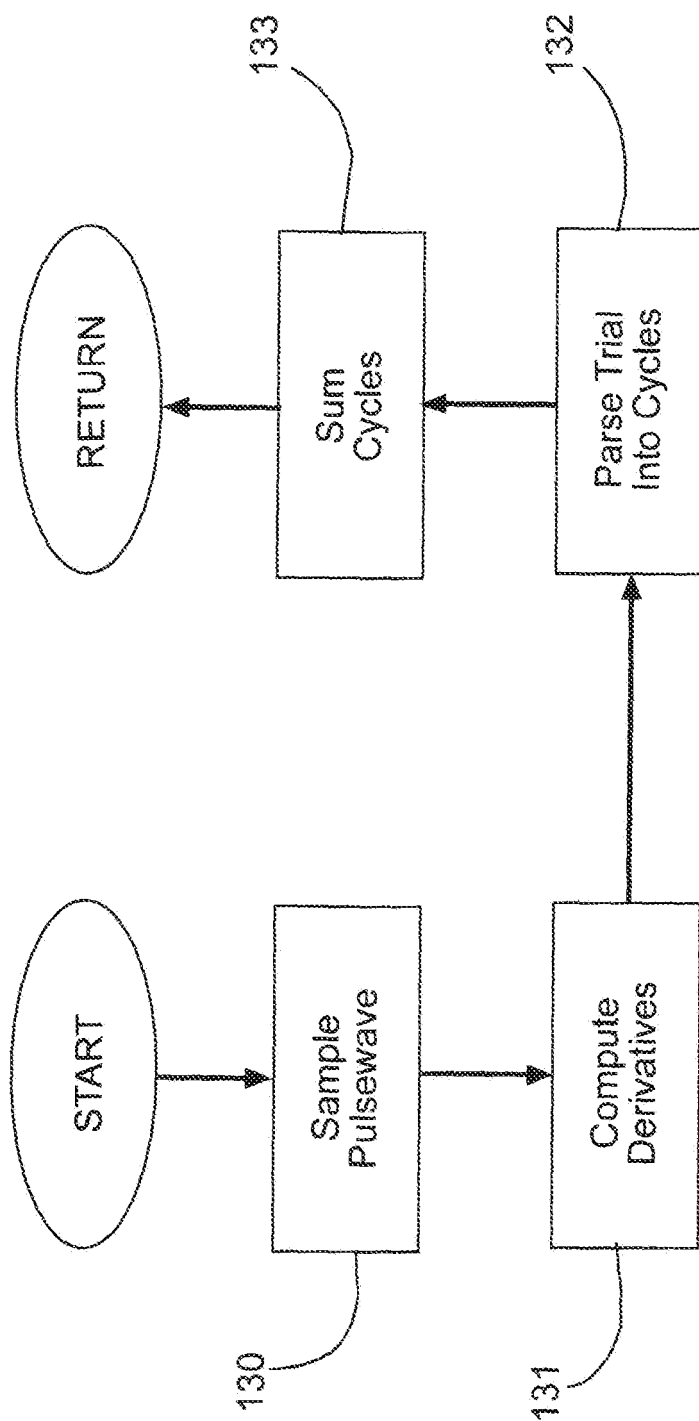 START
130
Sample
Pulsewave
131
Compute
Derivatives
132
Parse Trial
Into Cycles
133
Sum
Cycles
RETURN